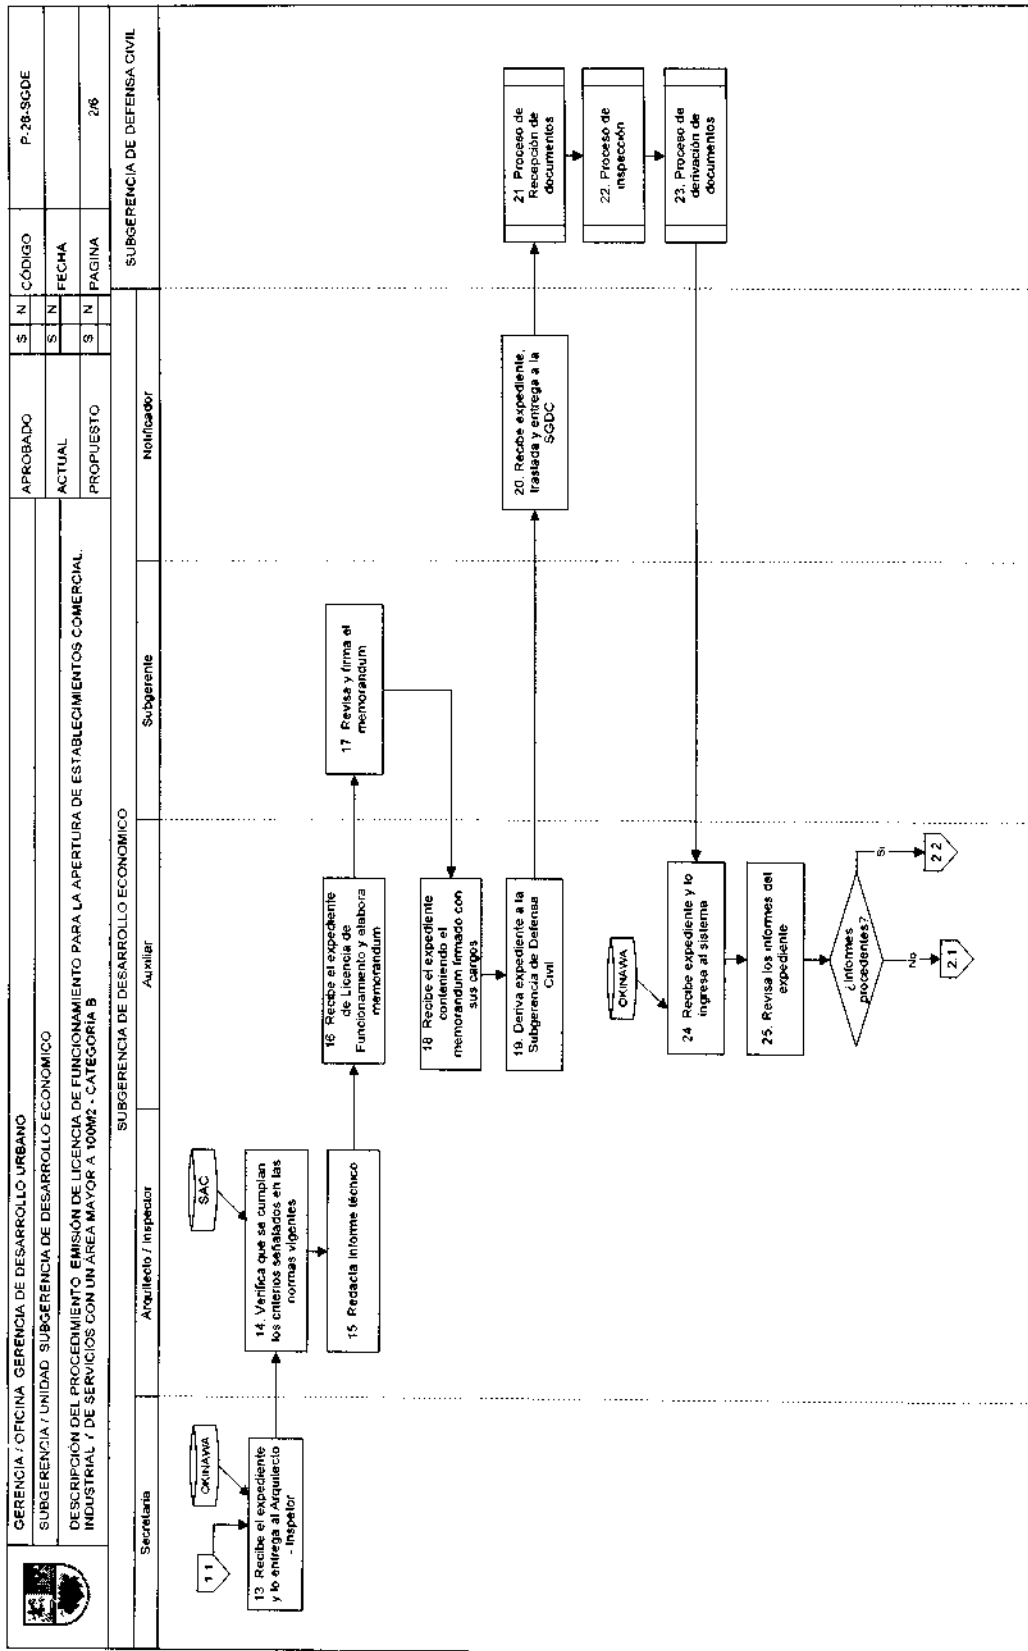 GERENCIA / OFICINA GERENCIA DE DESARROLLO URBANO
SUBGERENCIA / UNIDAD SUBGERENCIA DE DESARROLLO ECONOMICO
DESCRIPCIÓN DEL PROCEDIMIENTO EMISIÓN DE LICENCIA DE FUNCIONAMIENTO PARA LA APERTURA DE ESTABLECIMIENTOS COMERCIAL,
INDUSTRIAL Y DE SERVICIOS CON UN ÁREA MAYOR A 100M2 - CATEGORIA B
APROBADO
S N
CÓDIGO
P-28-SGDE
ACTUAL
S N
FECHA
PROPUESTO
S N
PAGINA
2/6
SUBGERENCIA DE DESARROLLO ECONOMICO
SUBGERENCIA DE DEFENSA CIVIL
Secretaria
Arquitecto / Inspector
Auxiliar
Subgerente
Notificador
1.1
OKINAWA
13 Recibe el expediente
y lo entrega al Arquitecto
- Inspetor
SAC
14. Verifica que se cumplan
los criterios señalados en las
normas vigentes
15 Redacta Informe técnico
16 Recibe el expediente
de Licencia de
Funcionamiento y elabora
memorandum
17 Revisa y firma el
memorandum
18 Recibe el expediente
conteniendo el
memorandum firmado con
sus cargos
19. Deriva expediente a la
Subgerencia de Defensa
Civil
20. Recibe expediente,
traslada y entrega a la
SGDC
21 Proceso de
Recepción de
documentos
22. Proceso de
inspección
23. Proceso de
derivación de
documentos
OKINAWA
24 Recibe expediente y lo
ingresa al sistema
25. Revisa los informes del
expediente
¿Informes
procedentes?
Si
2.2
No
2.1